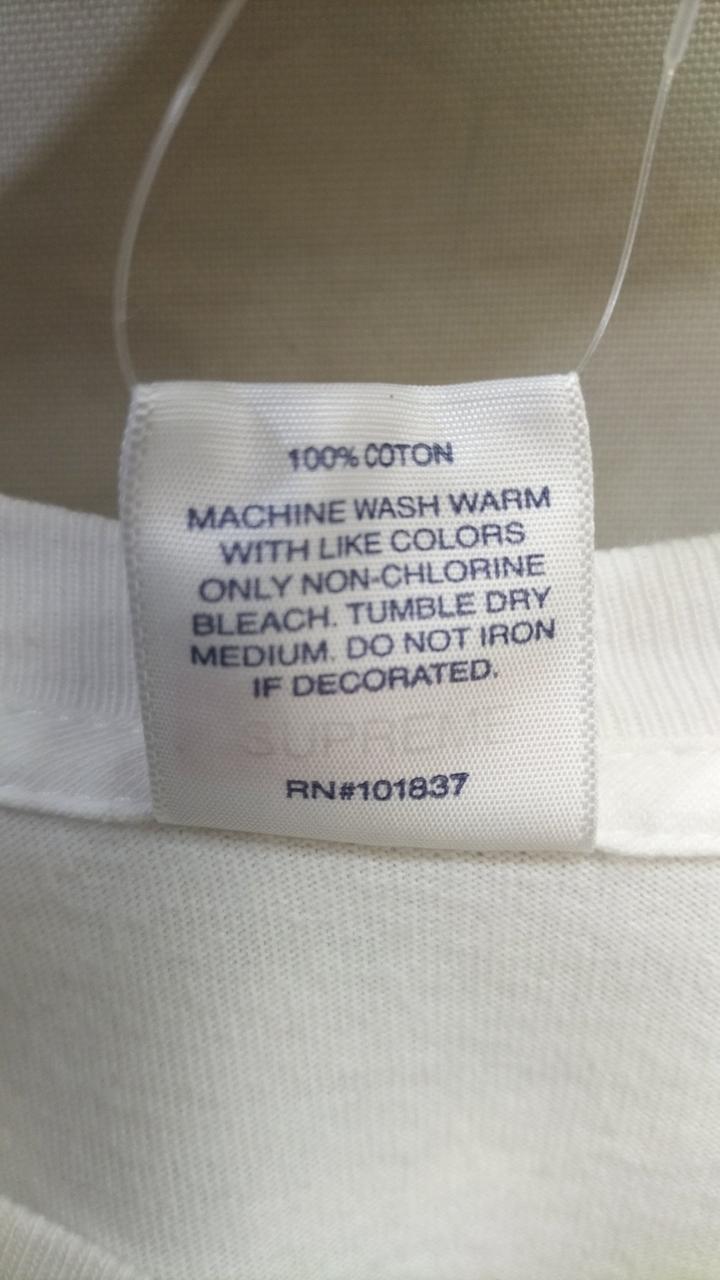 100% COTON
MACHINE WASH WARM
WITH LIKE COLORS
ONLY NON-CHLORINE
BLEACH. TUMBLE DRY
MEDIUM. DO NOT IRON
IF DECORATED.
SUPREME
RN#101837